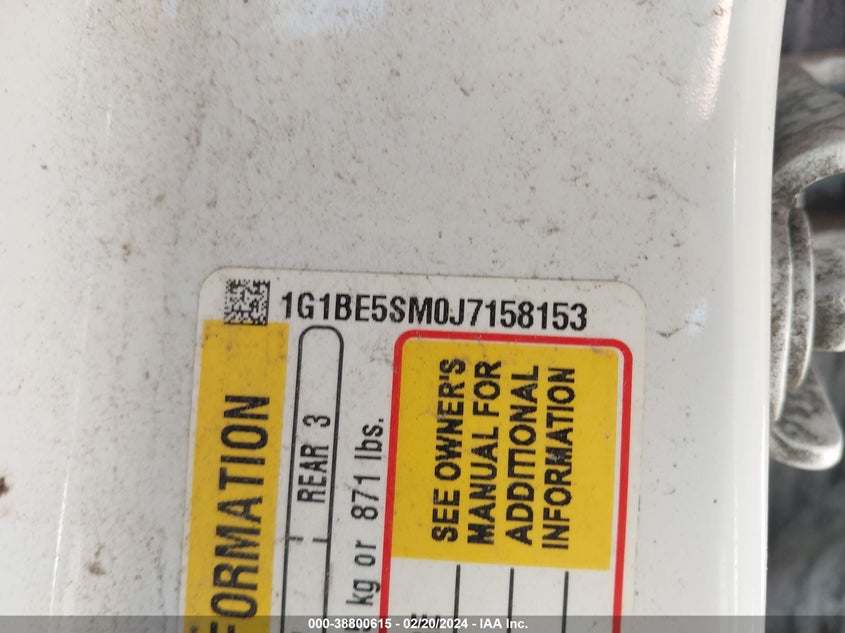 1G1BE5SM0J7158153
FORMATION
REAR 3
kg or 871 lbs.
SEE OWNER'S
MANUAL FOR
ADDITIONAL
INFORMATION
000-38800615 - 02/20/2024 - IAA Inc.